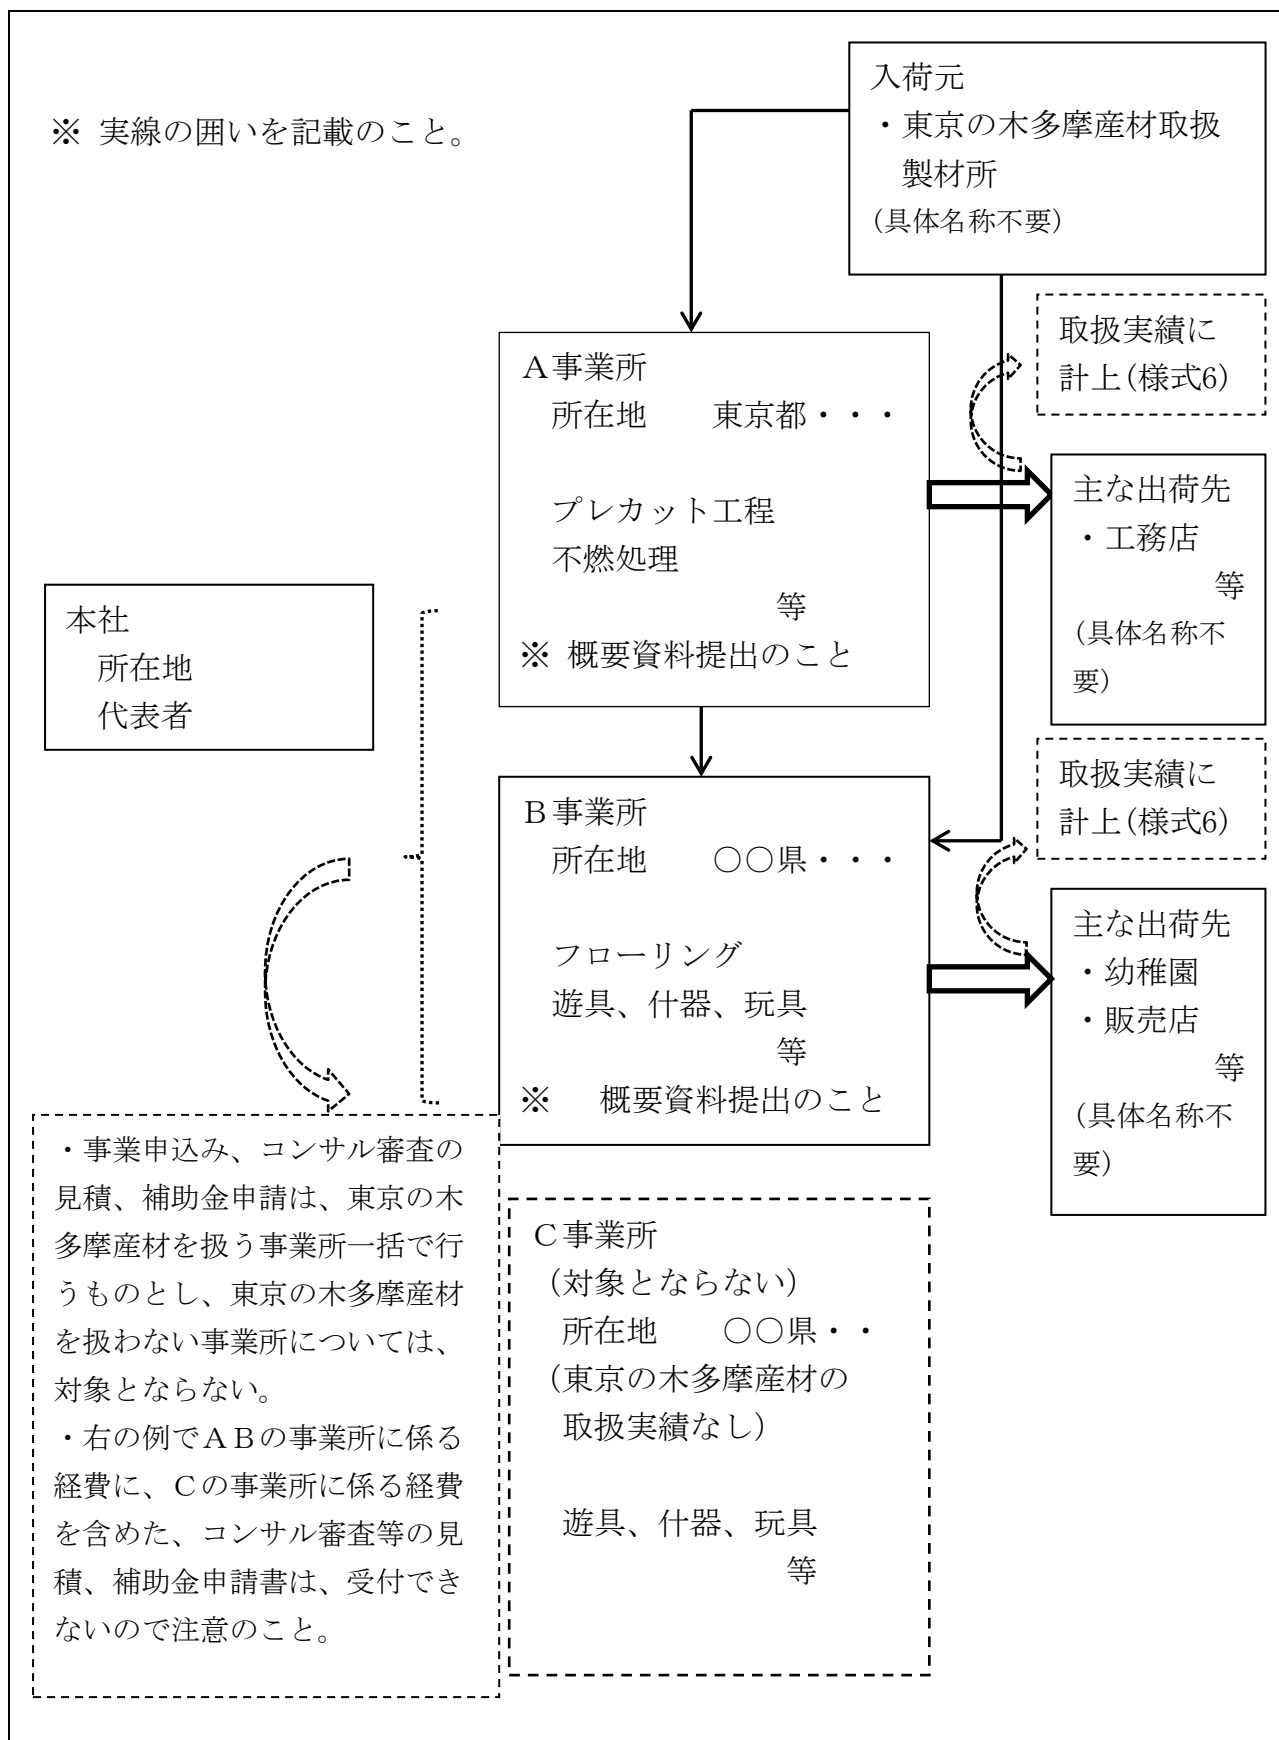 ※ 実線の囲いを記載のこと。
入荷元
・東京の木多摩産材取扱
製材所
(具体名称不要)
取扱実績に
計上(様式6)
Ａ事業所
所在地　　東京都・・・
プレカット工程
不燃処理
等
※ 概要資料提出のこと
主な出荷先
・工務店
等
(具体名称不
要)
本社
所在地
代表者
取扱実績に
計上(様式6)
Ｂ事業所
所在地　　○○県・・・
フローリング
遊具、什器、玩具
等
※　概要資料提出のこと
主な出荷先
・幼稚園
・販売店
等
(具体名称不
要)
・事業申込み、コンサル審査の
見積、補助金申請は、東京の木
多摩産材を扱う事業所一括で行
うものとし、東京の木多摩産材
を扱わない事業所については、
対象とならない。
・右の例でＡＢの事業所に係る
経費に、Ｃの事業所に係る経費
を含めた、コンサル審査等の見
積、補助金申請書は、受付でき
ないので注意のこと。
Ｃ事業所
(対象とならない)
所在地　　○○県・・
(東京の木多摩産材の
取扱実績なし)
遊具、什器、玩具
等